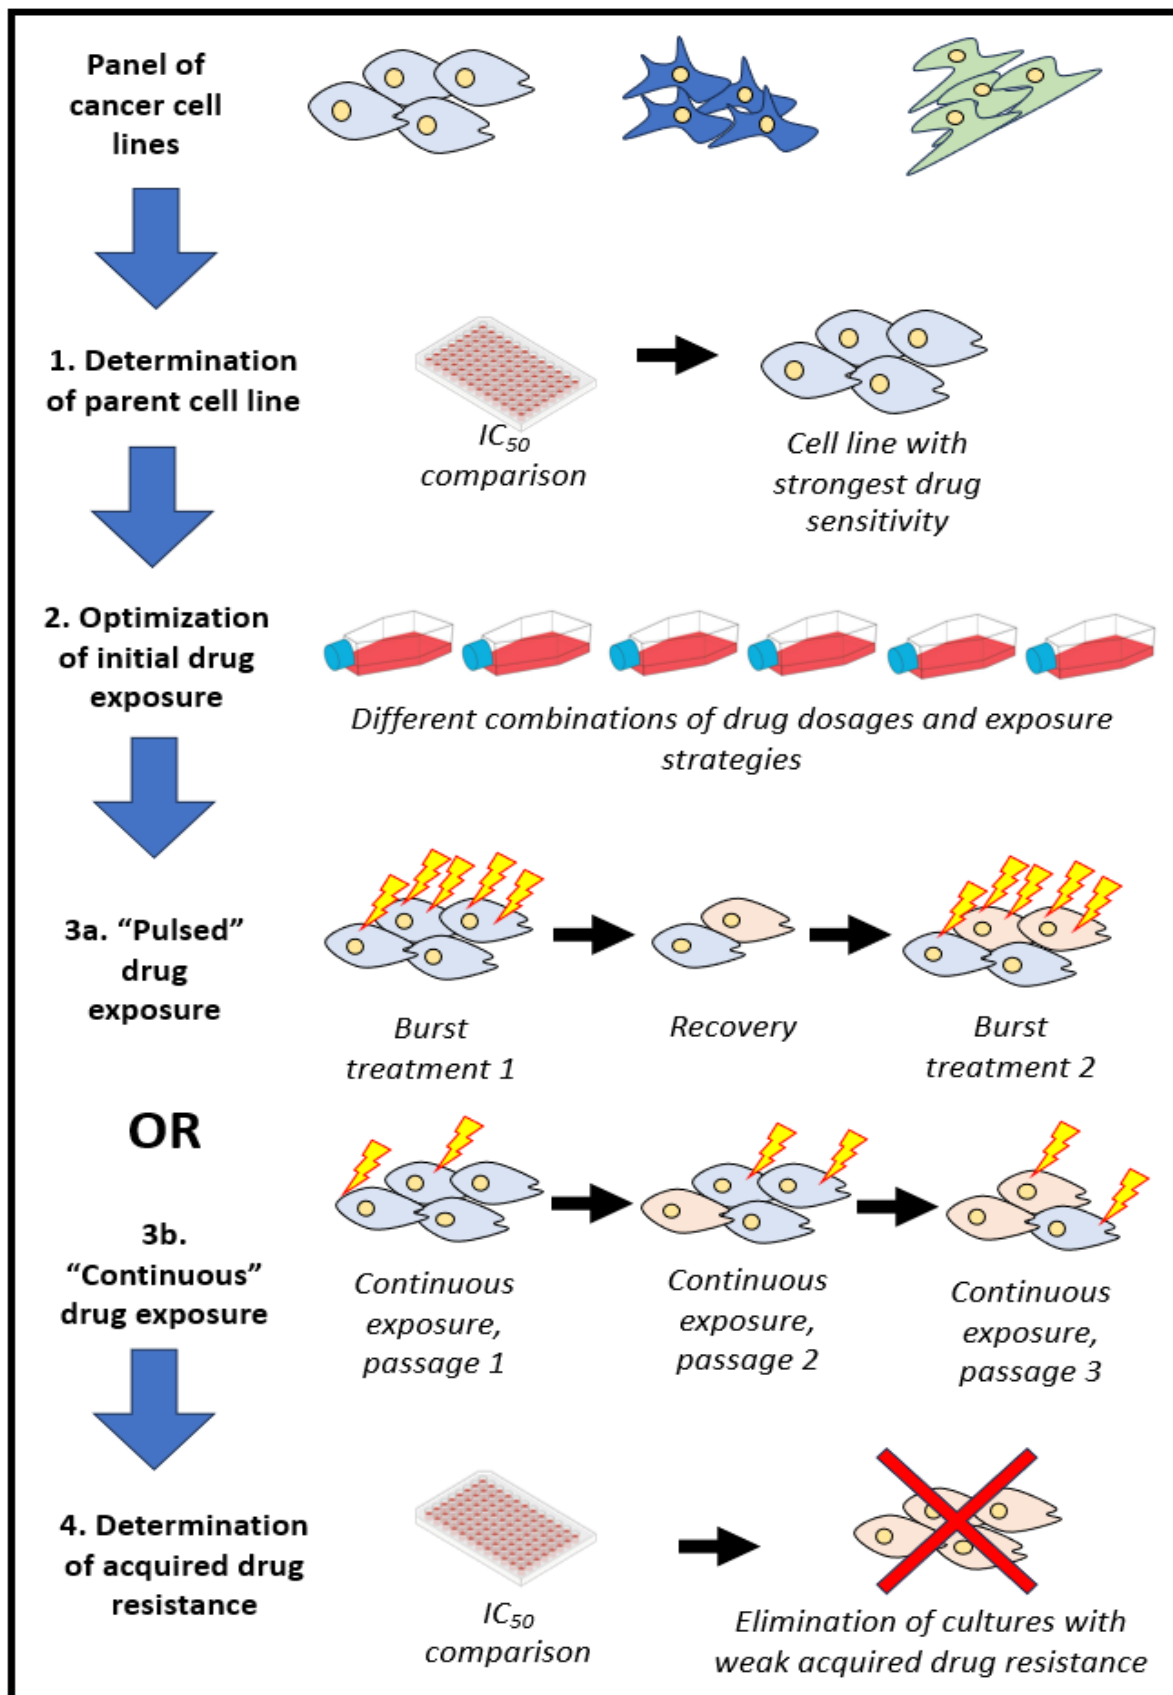 Panel of
cancer cell
lines
1. Determination
of parent cell line
IC50
comparison
Cell line with
strongest drug
sensitivity
2. Optimization
of initial drug
exposure
Different combinations of drug dosages and exposure
strategies
3a. “Pulsed”
drug
exposure
Burst
treatment 1
Recovery
Burst
treatment 2
OR
3b.
“Continuous”
drug exposure
Continuous
exposure,
passage 1
Continuous
exposure,
passage 2
Continuous
exposure,
passage 3
4. Determination
of acquired drug
resistance
IC50
comparison
Elimination of cultures with
weak acquired drug resistance